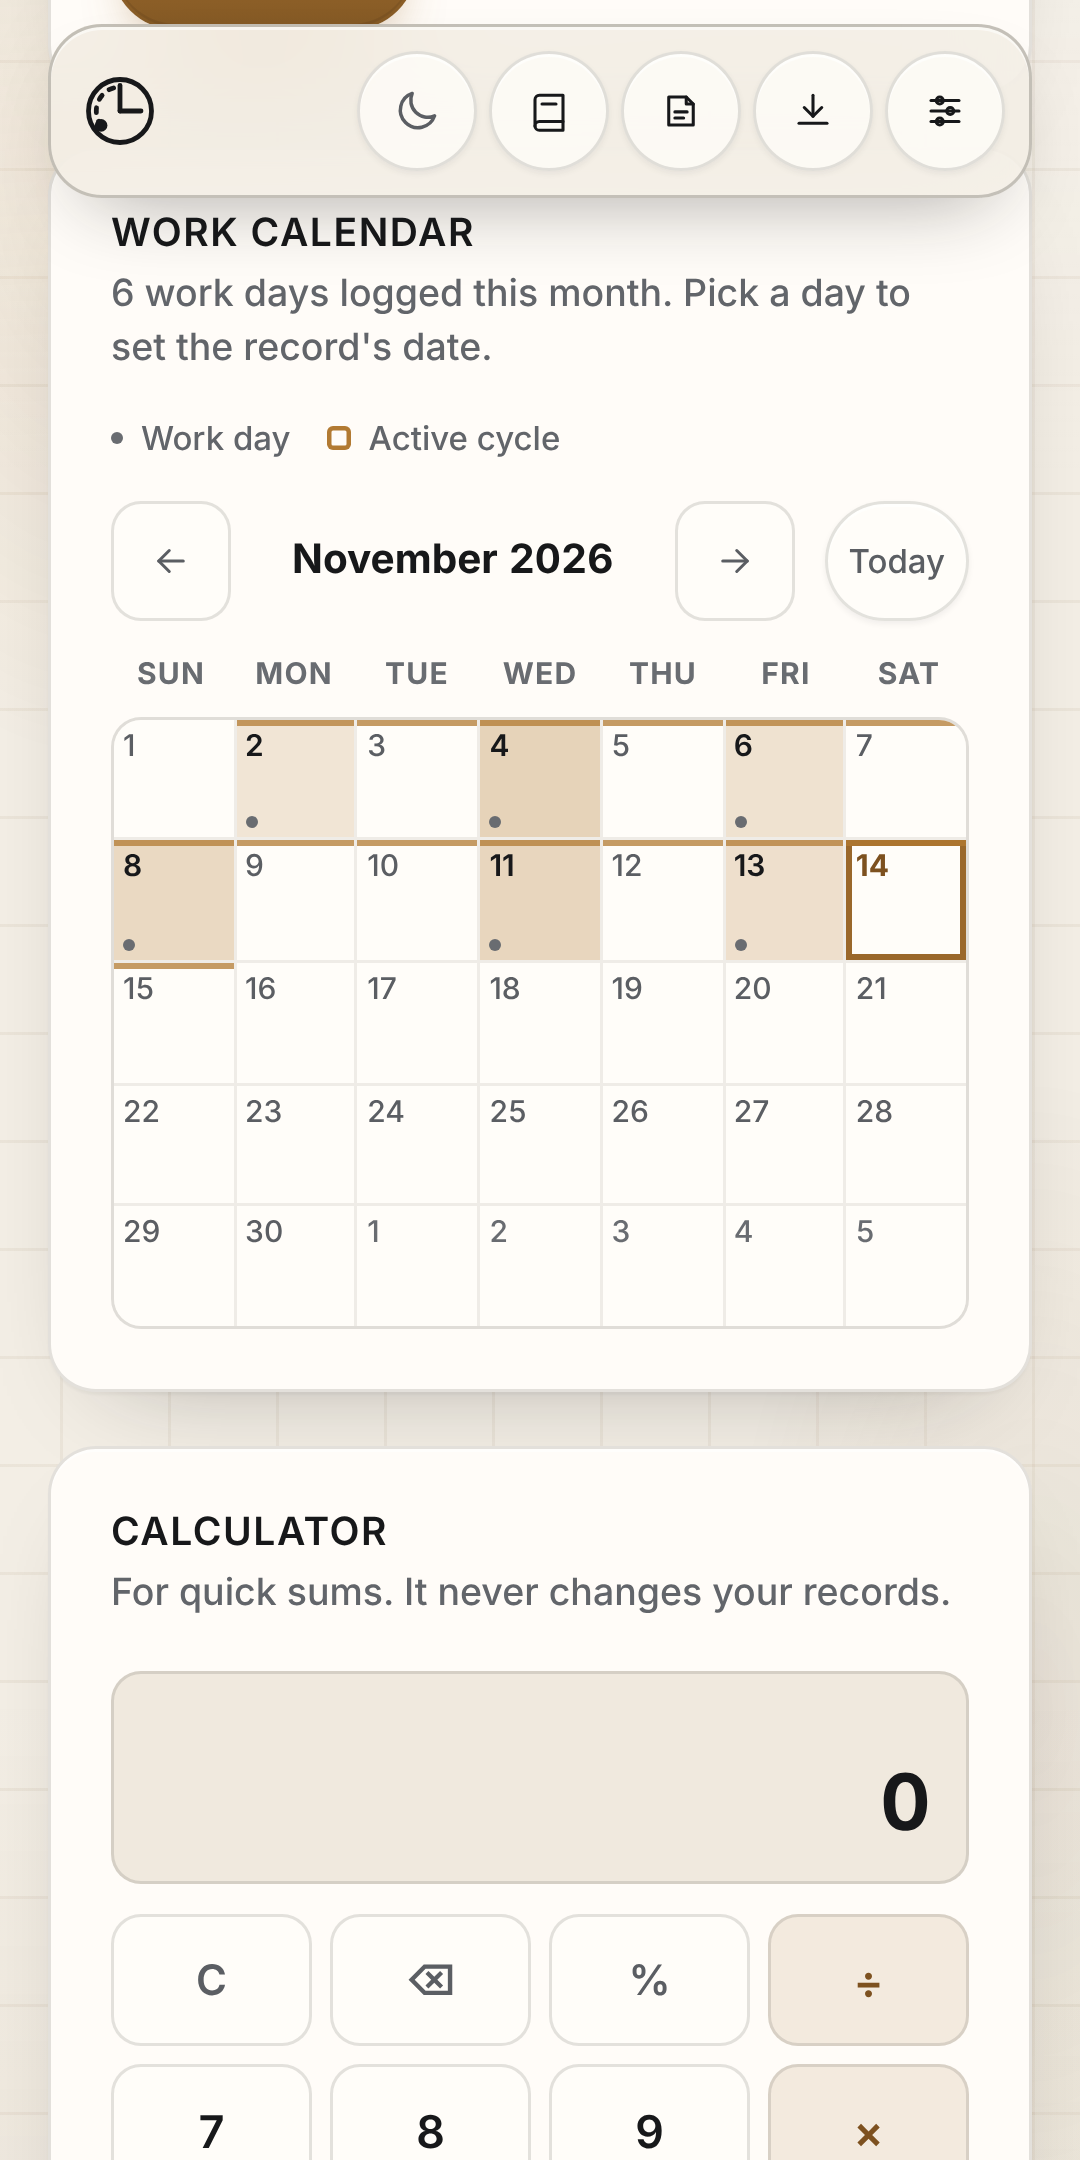 WORK CALENDAR
6 work days logged this month. Pick a day to
set the record's date.
Work day Active cycle
← November 2026 → Today
SUN MON TUE WED THU FRI SAT
1 2 3 4 5 6 7
8 9 10 11 12 13 14
15 16 17 18 19 20 21
22 23 24 25 26 27 28
29 30 1 2 3 4 5
CALCULATOR
For quick sums. It never changes your records.
0
C % ÷
7 8 9 ×